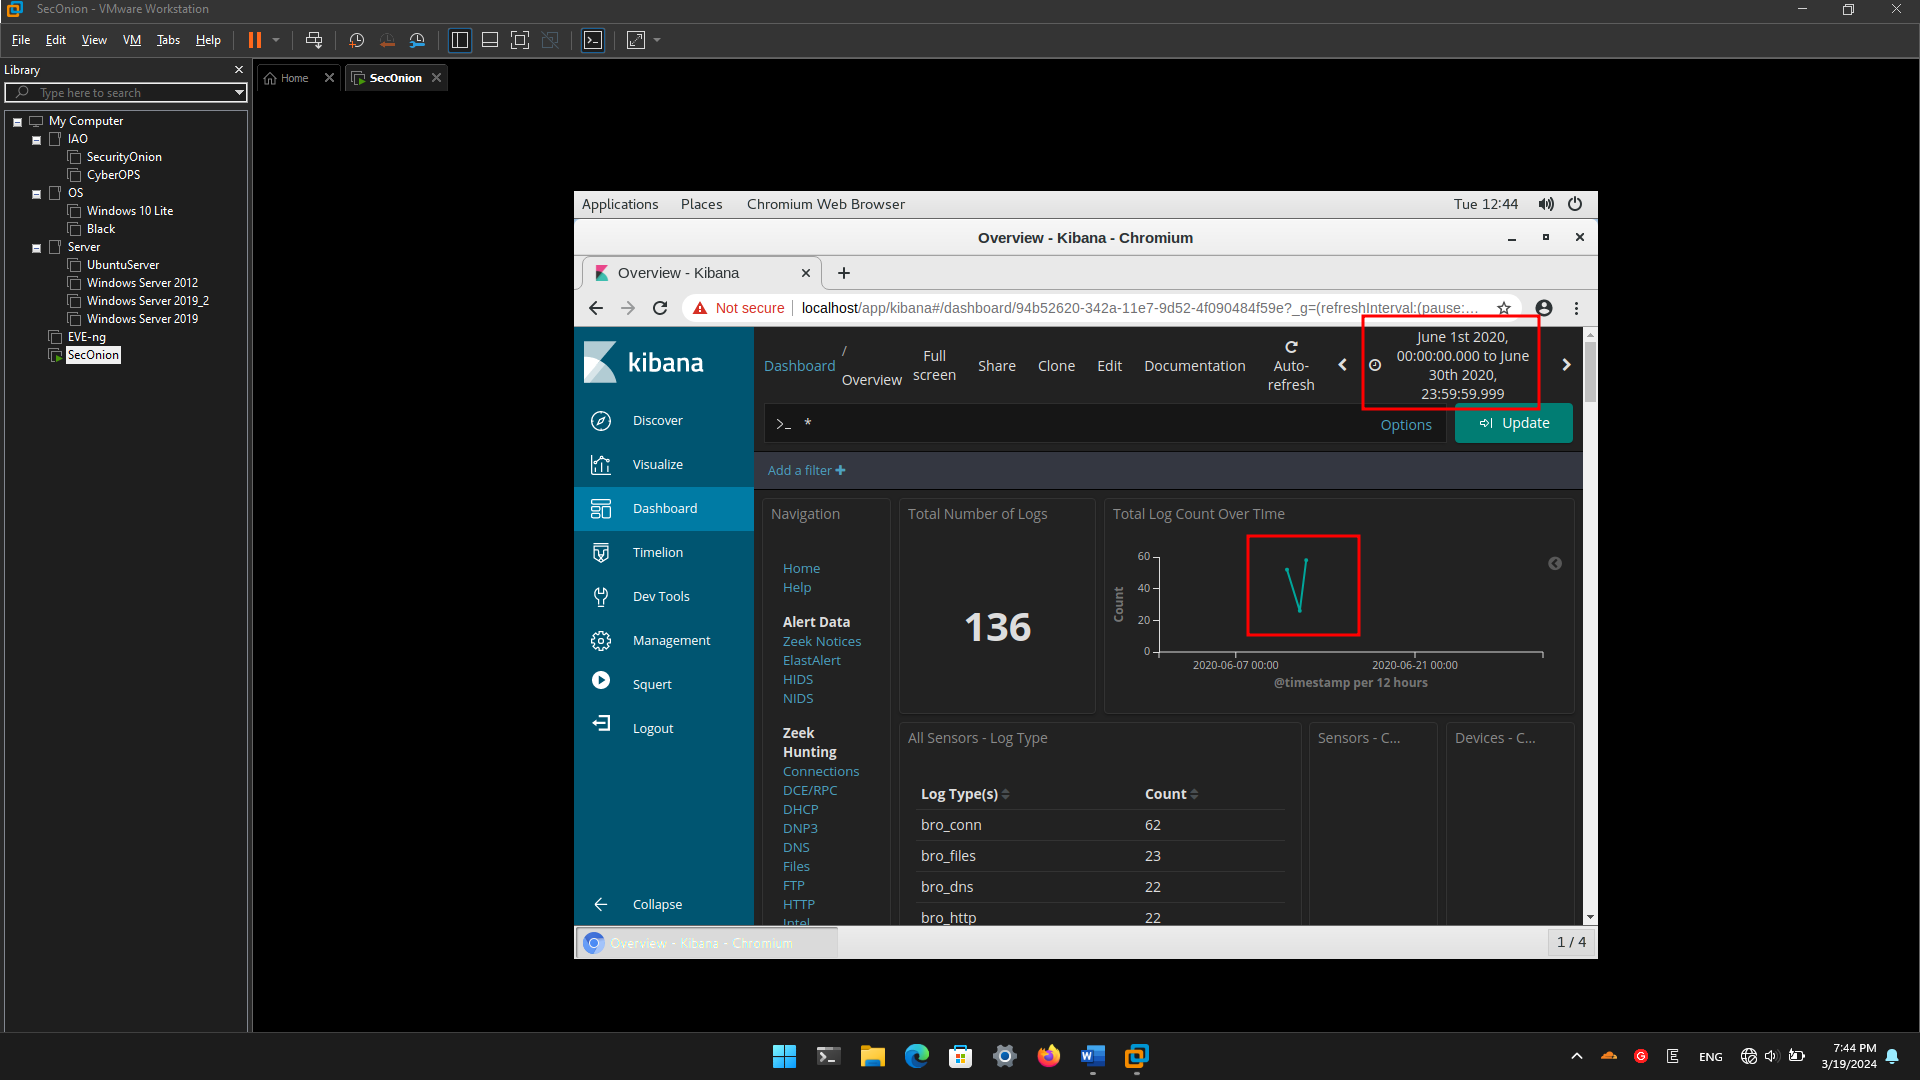 SecOnion - VMware Workstation
File Edit View VM Tabs Help
Library
Type here to search
My Computer
IAO
SecurityOnion
CyberOPS
OS
Windows 10 Lite
Black
Server
UbuntuServer
Windows Server 2012
Windows Server 2019_2
Windows Server 2019
EVE-ng
SecOnion
Home
SecOnion
Applications Places Chromium Web Browser Tue 12:44
Overview - Kibana - Chromium
Overview - Kibana
Not secure localhost/app/kibana#/dashboard/94b52620-342a-11e7-9d52-4f090484f59e?_g=(refreshInterval:(pause:...
kibana
Discover
Visualize
Dashboard
Timelion
Dev Tools
Management
Squert
Logout
Collapse
Dashboard / Overview
Full screen
Share
Clone
Edit
Documentation
Auto-refresh
June 1st 2020,
00:00:00.000 to June
30th 2020,
23:59:59.999
>_ *
Options
Update
Add a filter +
Navigation
Home
Help
Alert Data
Zeek Notices
ElastAlert
HIDS
NIDS
Zeek
Hunting
Connections
DCE/RPC
DHCP
DNP3
DNS
Files
FTP
HTTP
Intel
Total Number of Logs
136
Total Log Count Over TIme
Count
60
40
20
0
2020-06-07 00:00 2020-06-21 00:00
@timestamp per 12 hours
All Sensors - Log Type
Log Type(s) Count
bro_conn 62
bro_files 23
bro_dns 22
bro_http 22
Sensors - C...
Devices - C...
Overview - Kibana - Chromium
1 / 4
ENG
7:44 PM
3/19/2024